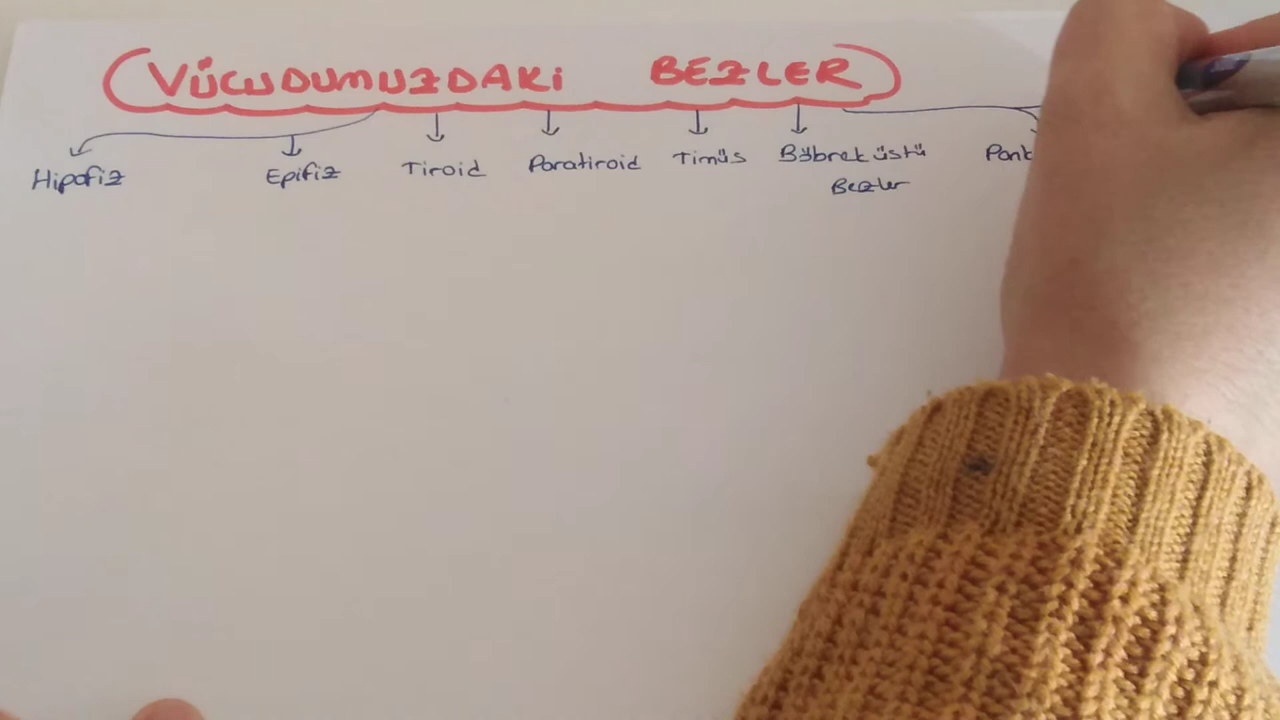 VÜCUDUMUZDAKİ BEZLER
Hipofiz Epifiz Tiroid Paratiroid Timüs Böbrek üstü
Bezler